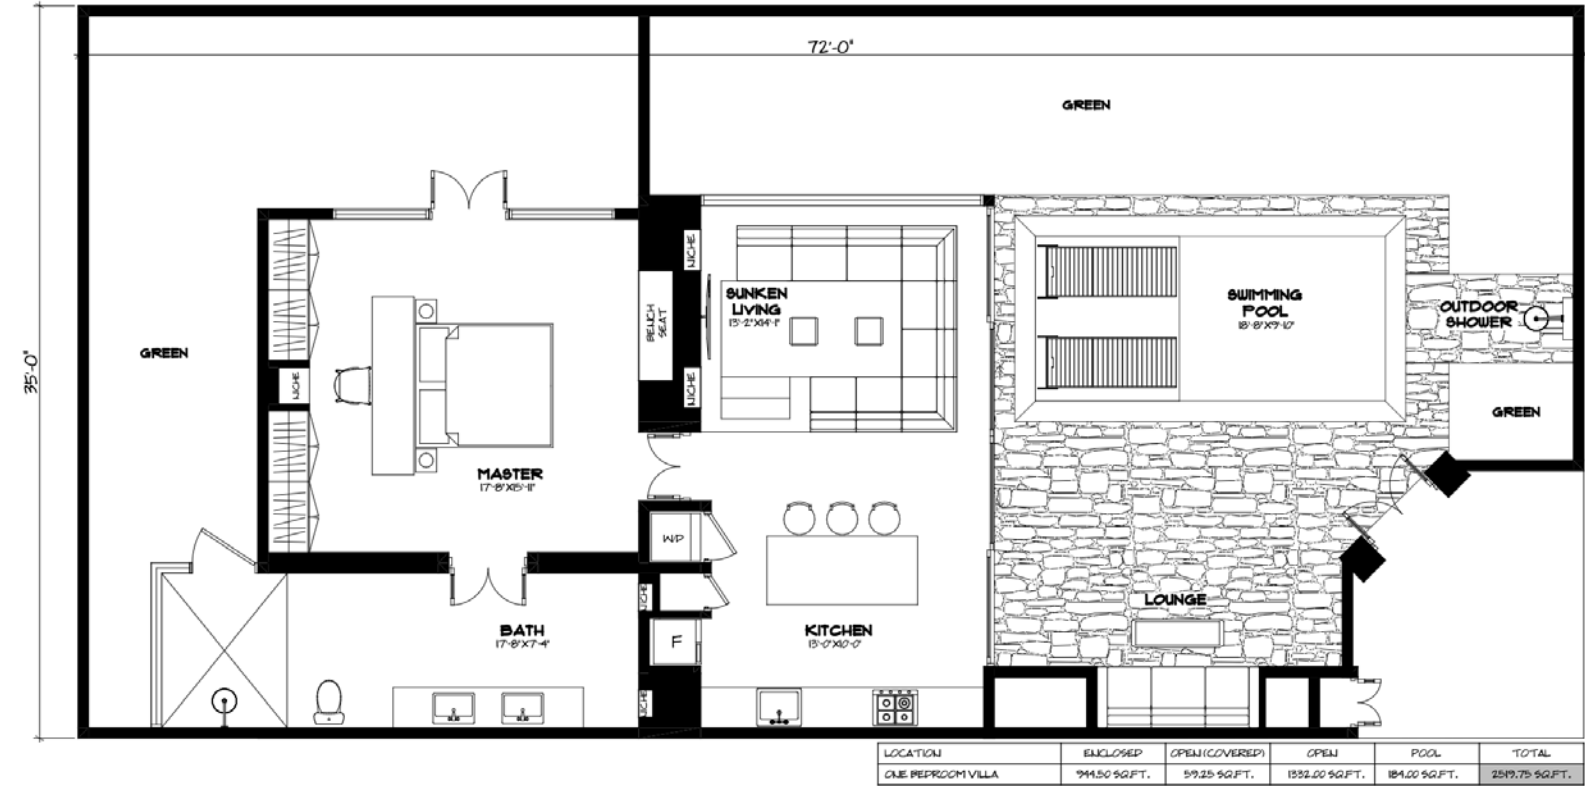 72'-0"
GREEN
35'-0"
GREEN
NICHE
BENCH
SEAT
NICHE
NICHE
SUNKEN
LIVING
13'-2"X14'-1"
SWIMMING
POOL
18'-8"X9'-10"
OUTDOOR
SHOWER
GREEN
MASTER
17'-8"X15'-11"
W/D
NICHE
F
NICHE
BATH
17'-8"X7'-4"
KITCHEN
13'-0"X10'-0"
LOUNGE
LOCATION ENCLOSED OPEN (COVERED) OPEN POOL TOTAL
ONE BEDROOM VILLA 944.50 SQ.FT. 59.25 SQ.FT. 1332.00 SQ.FT. 184.00 SQ.FT. 2519.75 SQ.FT.